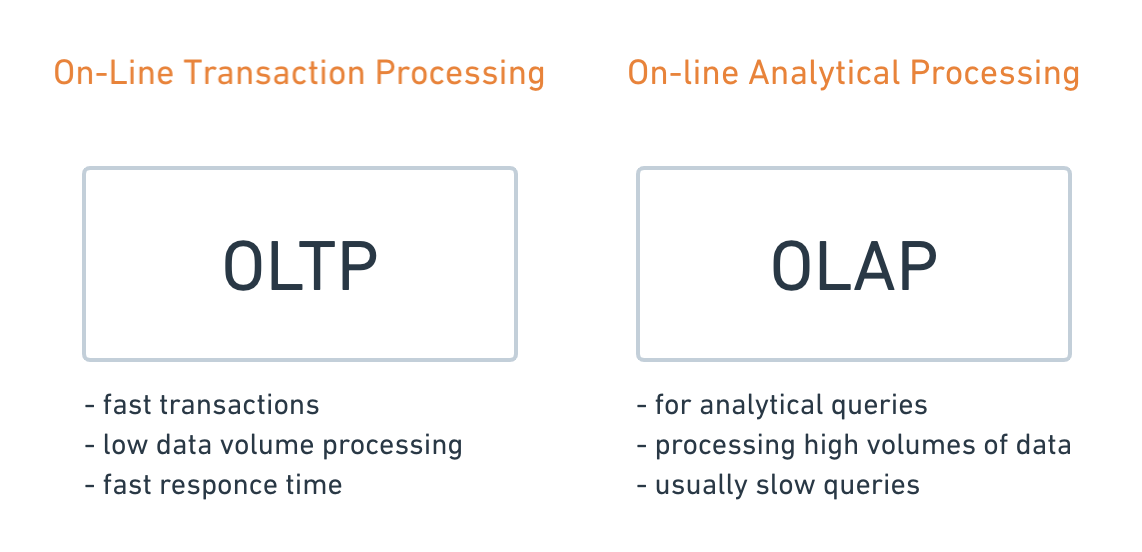 On-Line Transaction Processing
OLTP
- fast transactions
- low data volume processing
- fast responce time
On-line Analytical Processing
OLAP
- for analytical queries
- processing high volumes of data
- usually slow queries